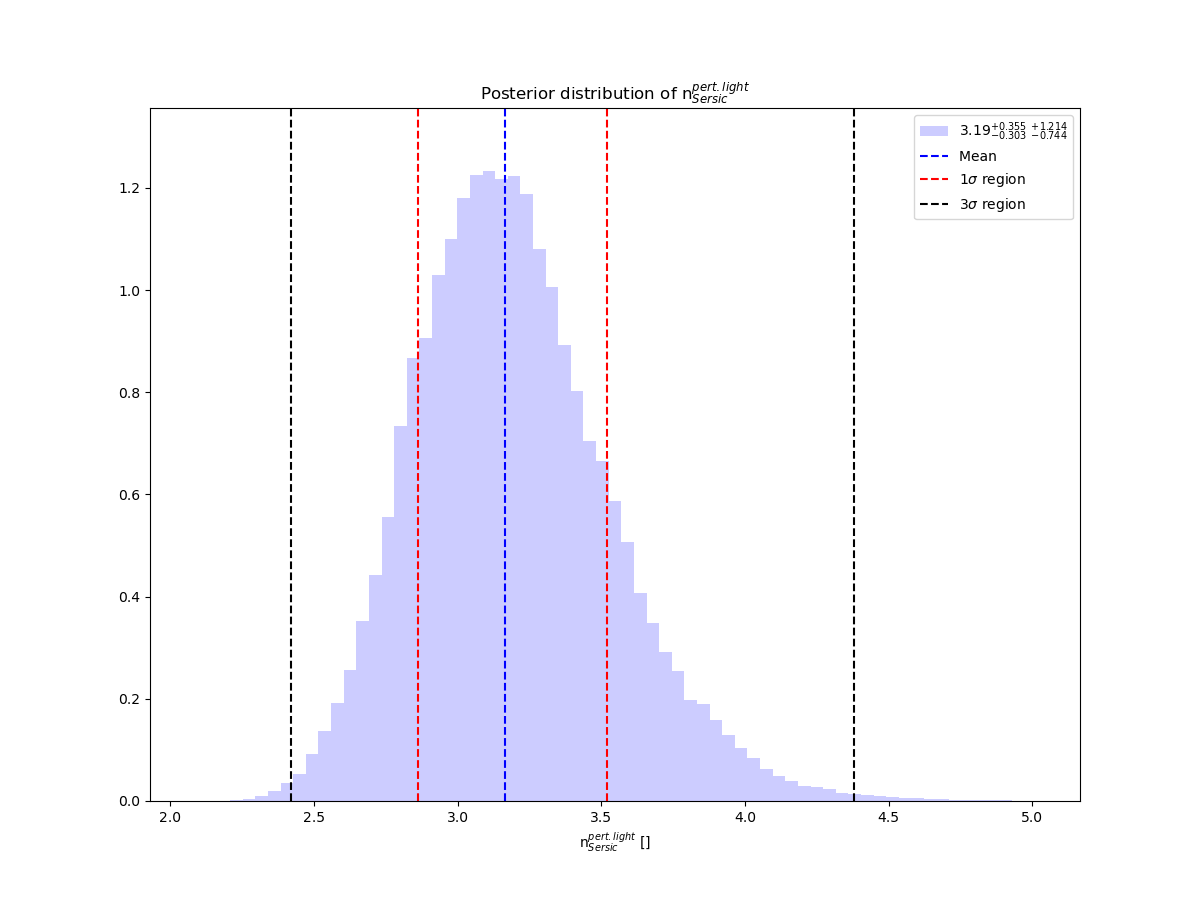 Posterior distribution of n^{pert. light}_{Sersic}
3.19^{+0.355 +1.214}_{−0.303 −0.744}
Mean
1σ region
3σ region
1.2
1.0
0.8
0.6
0.4
0.2
0.0
2.0 2.5 3.0 3.5 4.0 4.5 5.0
n^{pert. light}_{Sersic} []